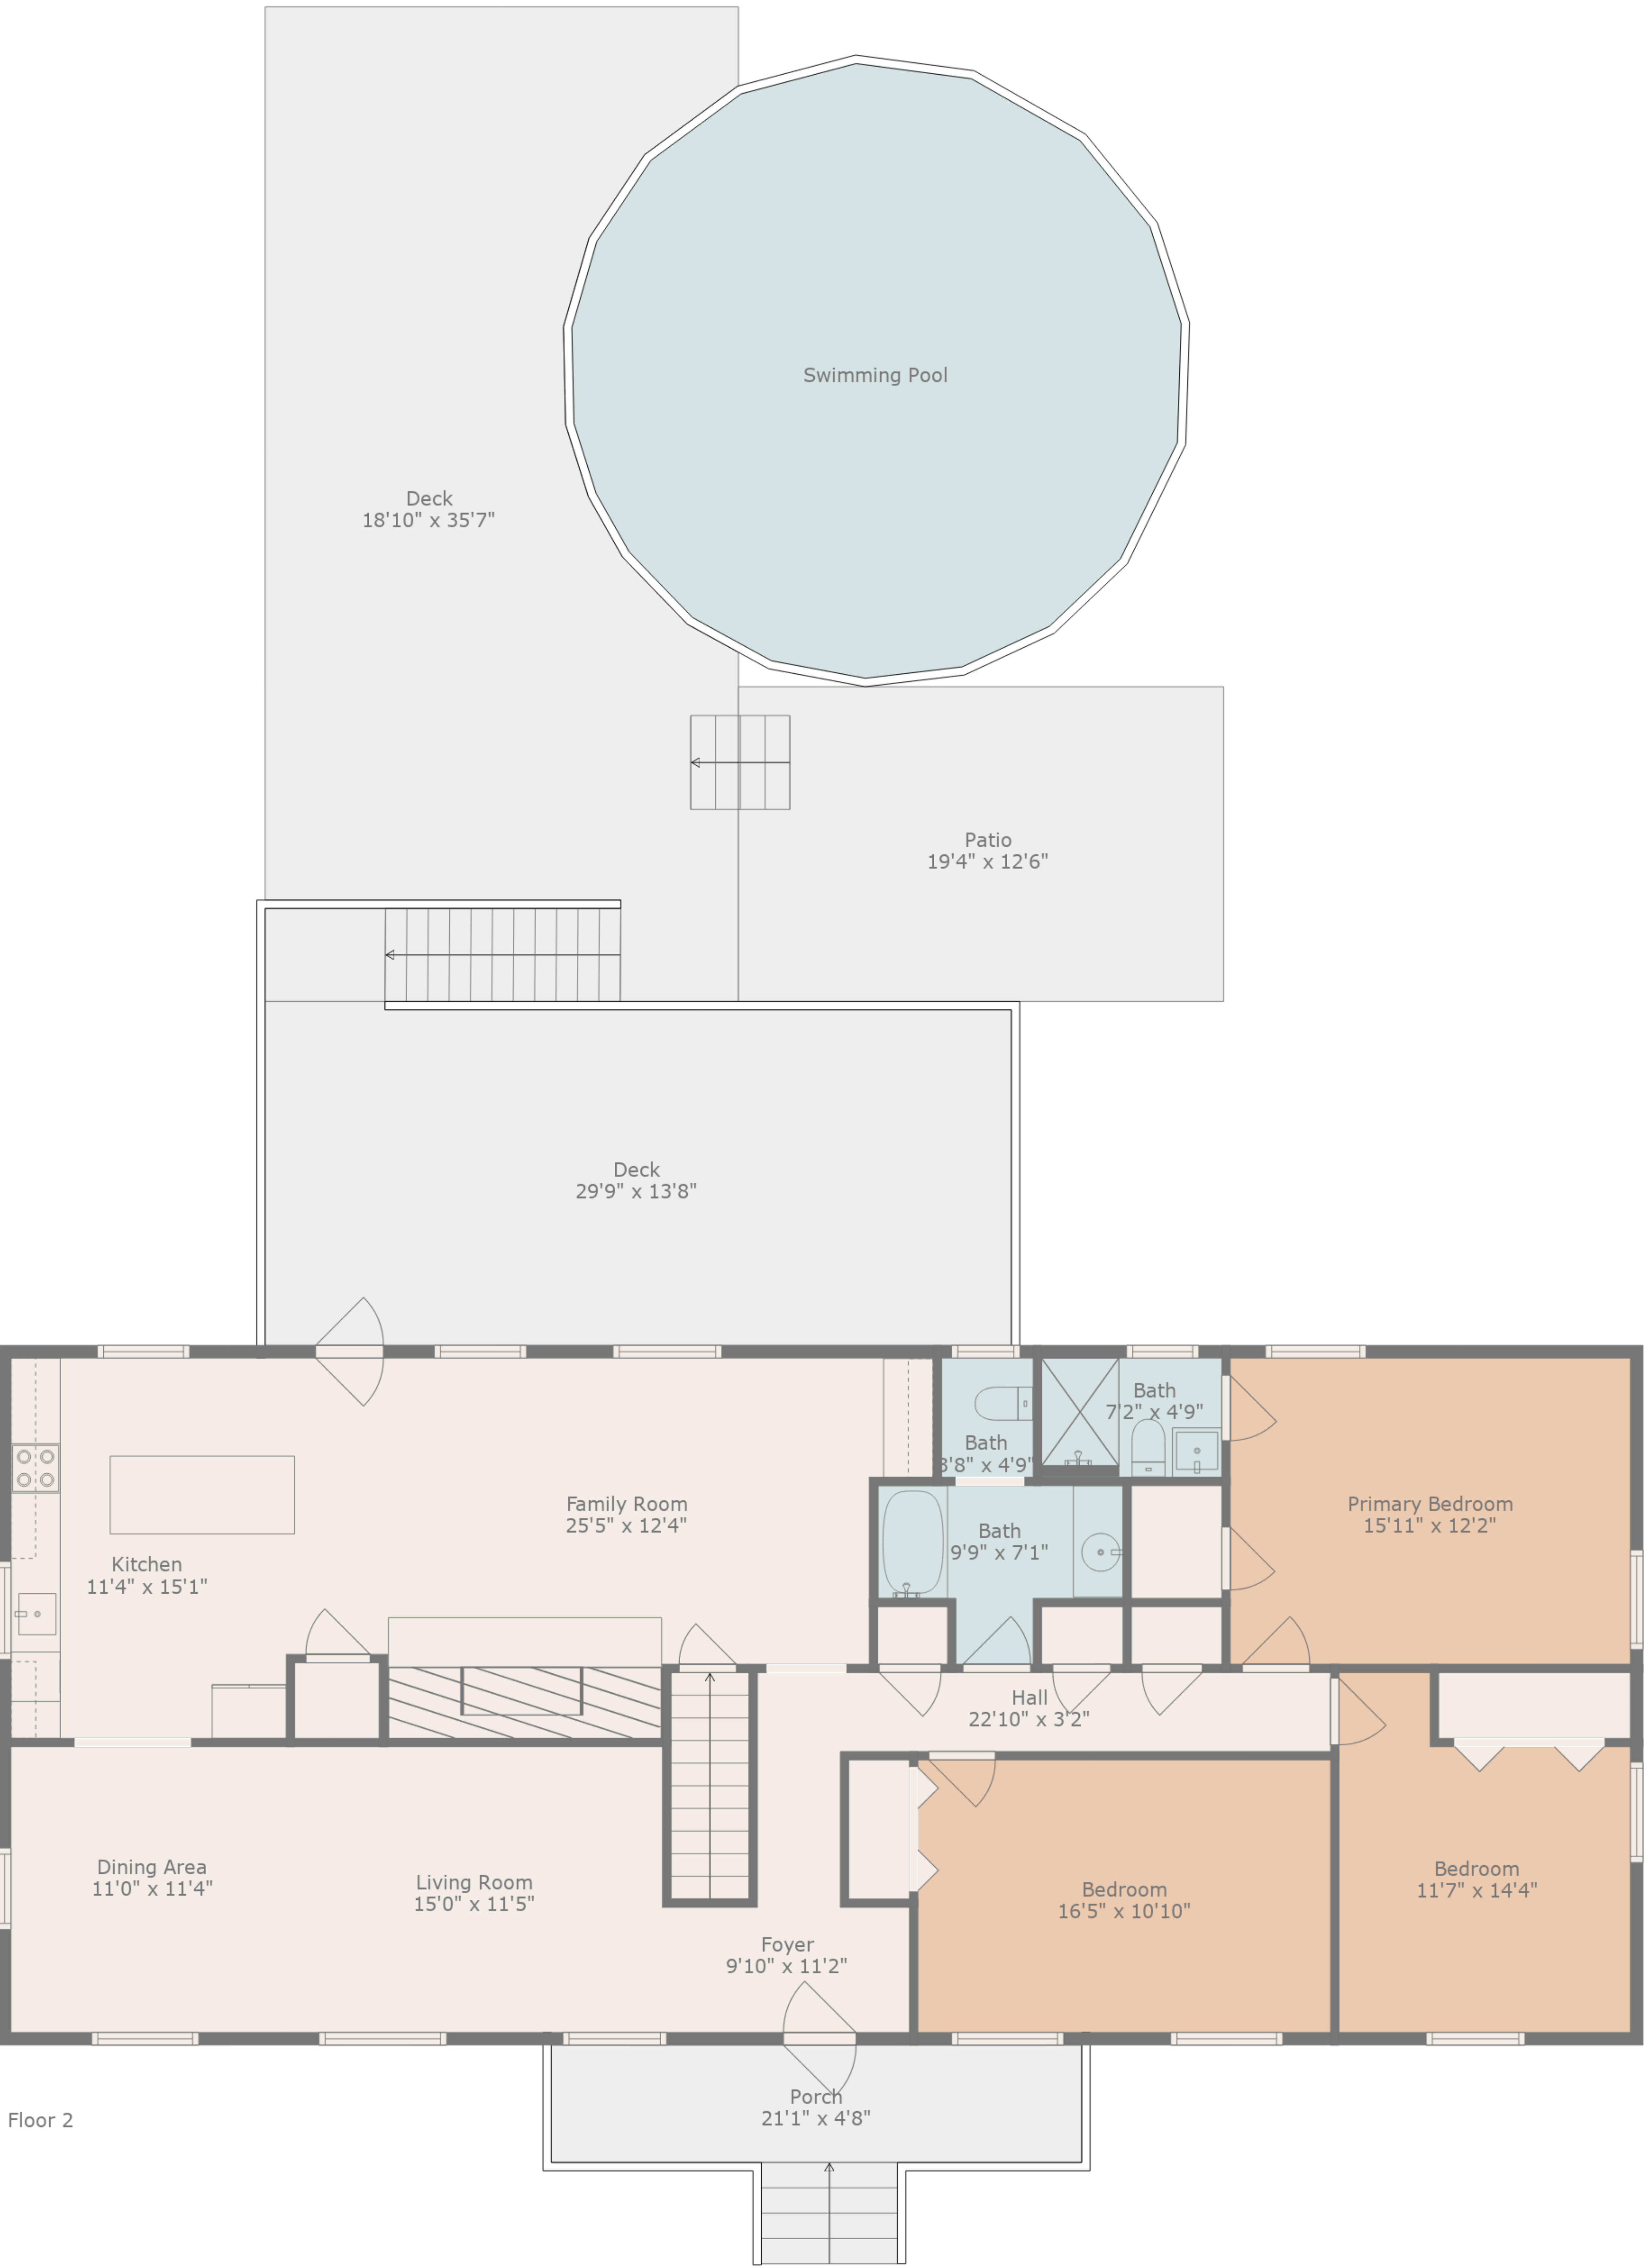 Swimming Pool
Deck
18'10" x 35'7"
Patio
19'4" x 12'6"
Deck
29'9" x 13'8"
Bath
7'2" x 4'9"
Bath
3'8" x 4'9"
Family Room
25'5" x 12'4"
Primary Bedroom
15'11" x 12'2"
Bath
9'9" x 7'1"
Kitchen
11'4" x 15'1"
Hall
22'10" x 3'2"
Dining Area
11'0" x 11'4"
Living Room
15'0" x 11'5"
Bedroom
11'7" x 14'4"
Bedroom
16'5" x 10'10"
Foyer
9'10" x 11'2"
Porch
21'1" x 4'8"
Floor 2